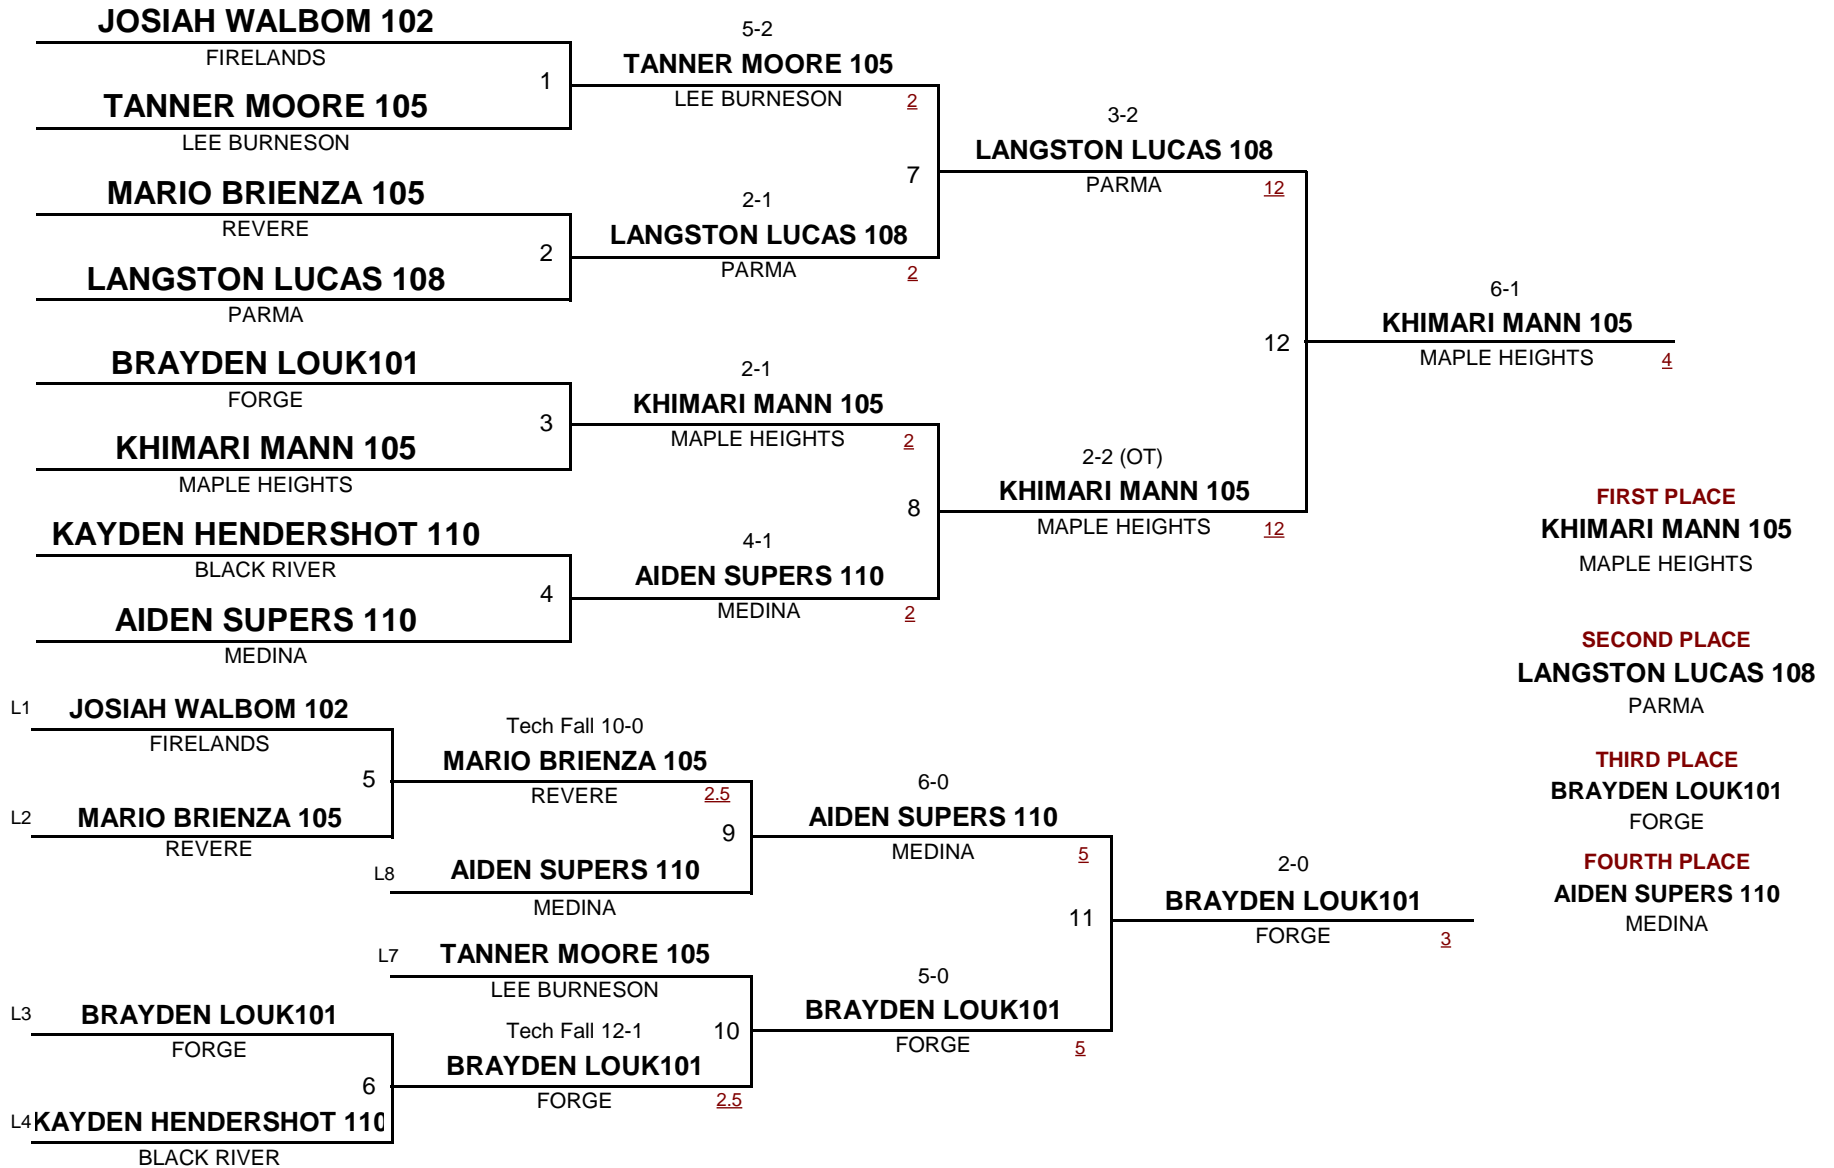 JOSIAH WALBOM 102
FIRELANDS
1
TANNER MOORE 105
LEE BURNESON
5-2
TANNER MOORE 105
LEE BURNESON 2
MARIO BRIENZA 105
REVERE
2
LANGSTON LUCAS 108
PARMA
2-1
LANGSTON LUCAS 108
PARMA 2
7
3-2
LANGSTON LUCAS 108
PARMA 12
BRAYDEN LOUK101
FORGE
3
KHIMARI MANN 105
MAPLE HEIGHTS
2-1
KHIMARI MANN 105
MAPLE HEIGHTS 2
KAYDEN HENDERSHOT 110
BLACK RIVER
4
AIDEN SUPERS 110
MEDINA
4-1
AIDEN SUPERS 110
MEDINA 2
8
2-2 (OT)
KHIMARI MANN 105
MAPLE HEIGHTS 12
12
6-1
KHIMARI MANN 105
MAPLE HEIGHTS 4
FIRST PLACE
KHIMARI MANN 105
MAPLE HEIGHTS
SECOND PLACE
LANGSTON LUCAS 108
PARMA
THIRD PLACE
BRAYDEN LOUK101
FORGE
FOURTH PLACE
AIDEN SUPERS 110
MEDINA
L1 JOSIAH WALBOM 102
FIRELANDS
5
L2 MARIO BRIENZA 105
REVERE
Tech Fall 10-0
MARIO BRIENZA 105
REVERE 2.5
9
L8 AIDEN SUPERS 110
MEDINA
6-0
AIDEN SUPERS 110
MEDINA 5
L7 TANNER MOORE 105
LEE BURNESON
L3 BRAYDEN LOUK101
FORGE
6
L4 KAYDEN HENDERSHOT 110
BLACK RIVER
Tech Fall 12-1
10
BRAYDEN LOUK101
FORGE 2.5
5-0
BRAYDEN LOUK101
FORGE 5
11
2-0
BRAYDEN LOUK101
FORGE 3